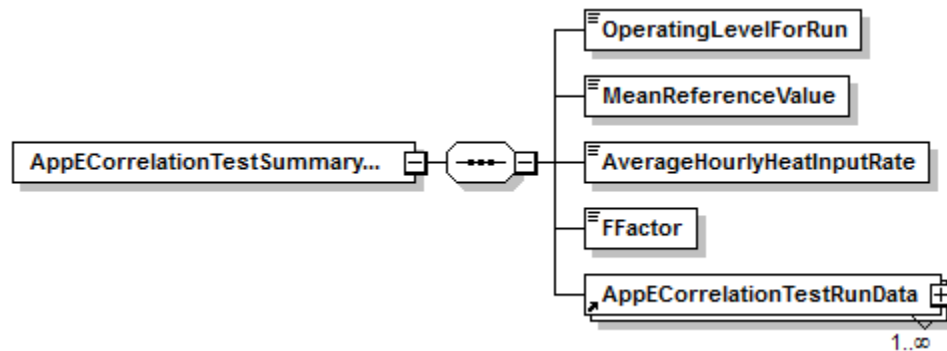 OperatingLevelForRun
MeanReferenceValue
AppECorrelationTestSummary...
AverageHourlyHeatInputRate
FFactor
AppECorrelationTestRunData
1..∞